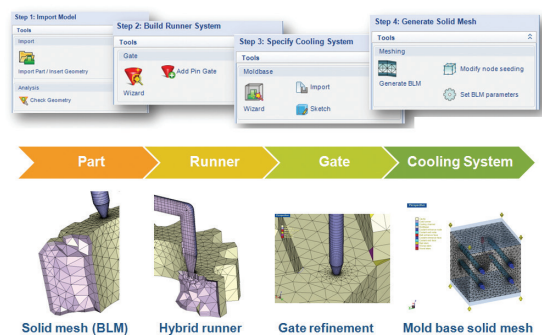 Step 1: Import Model
Tools
Import
Import Part / Insert Geometry
Analysis
Check Geometry
Step 2: Build Runner System
Tools
Gate
Wizard
Add Pin Gate
Step 3: Specify Cooling System
Tools
Moldbase
Wizard
Import
Sketch
Step 4: Generate Solid Mesh
Tools
Meshing
Generate BLM
Modify node seeding
Set BLM parameters
Part
Runner
Gate
Cooling System
Solid mesh (BLM)
Hybrid runner
Gate refinement
Mold base solid mesh